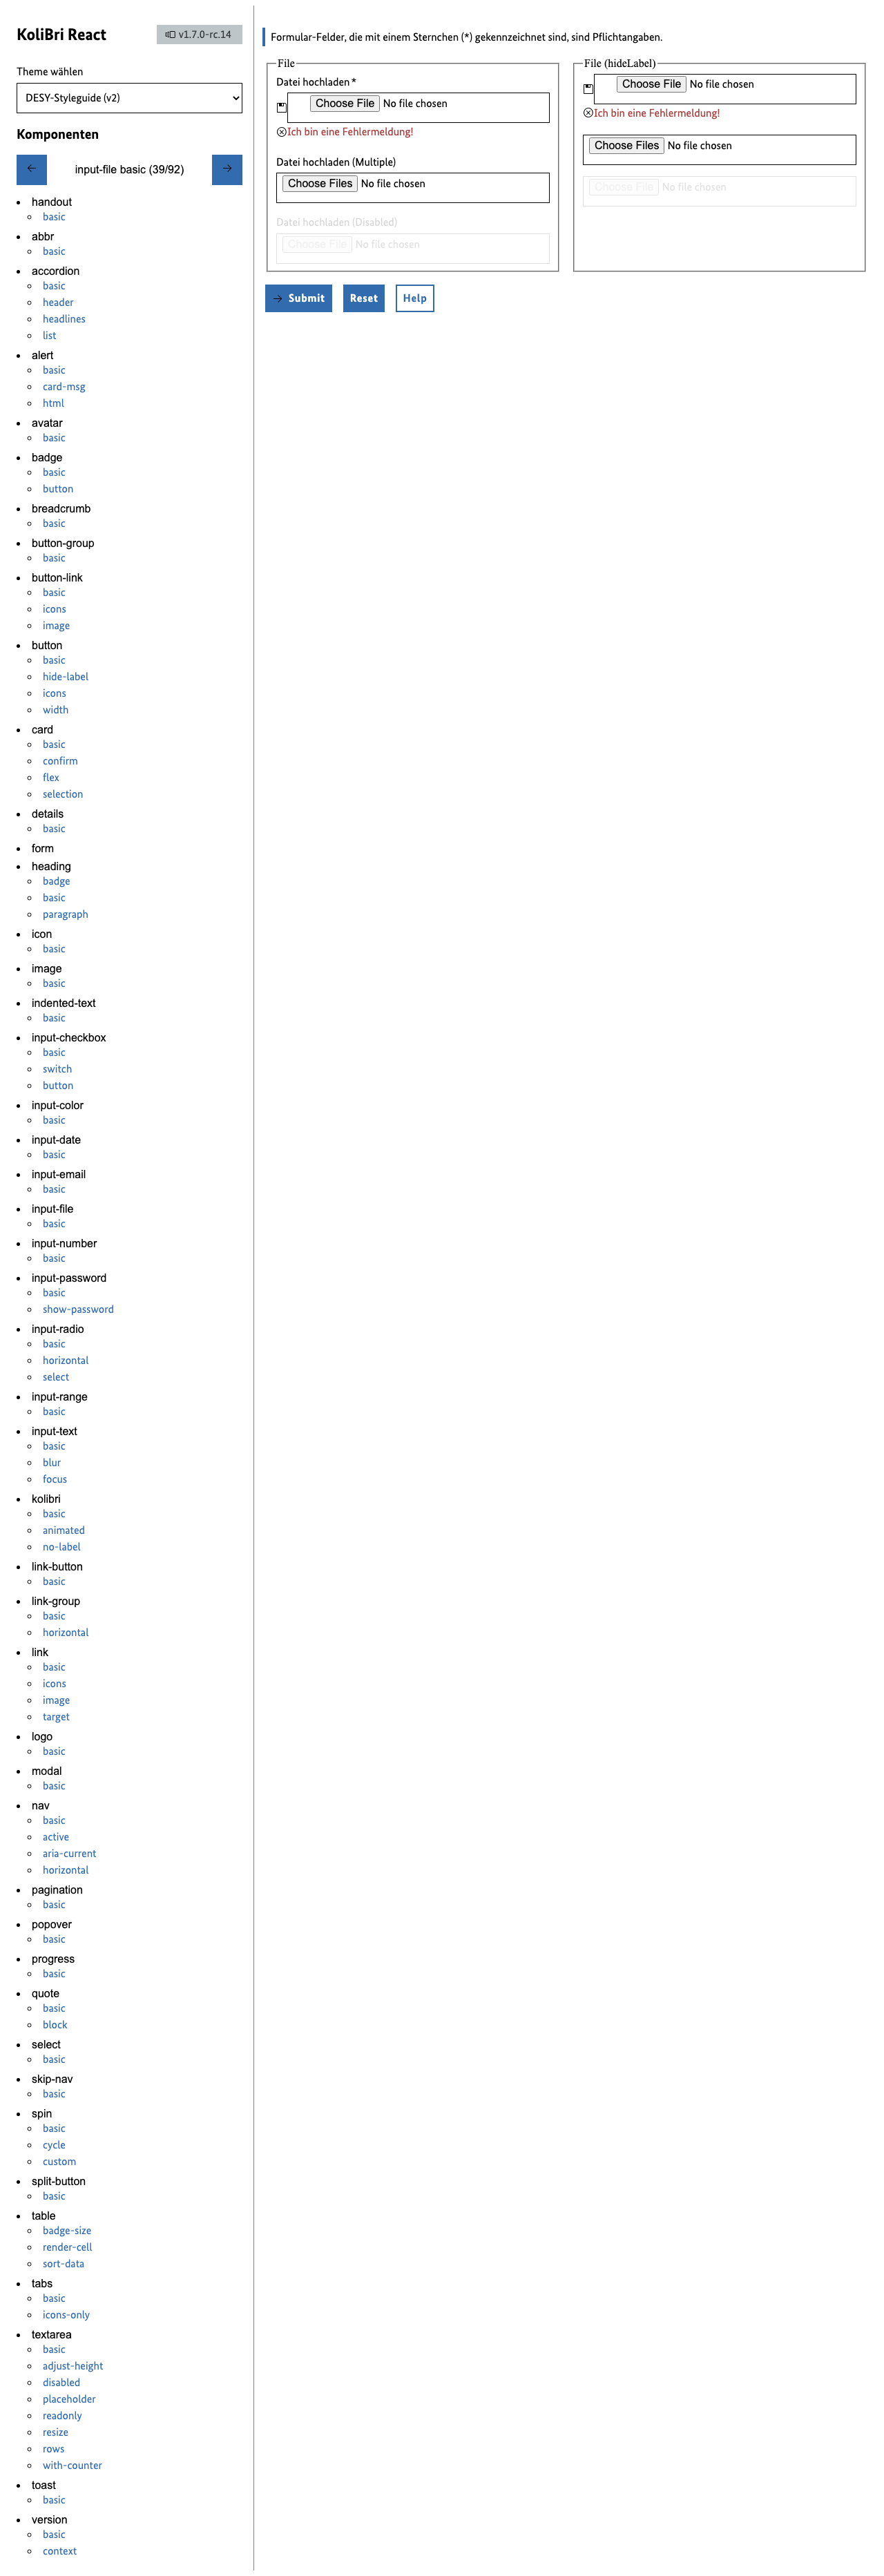 KoliBri React
v1.7.0-rc.14
Theme wählen
DESY-Styleguide (v2)
Komponenten
← input-file basic (39/92) →
handout
basic
abbr
basic
accordion
basic
header
headlines
list
alert
basic
card-msg
html
avatar
basic
badge
basic
button
breadcrumb
basic
button-group
basic
button-link
basic
icons
image
button
basic
hide-label
icons
width
card
basic
confirm
flex
selection
details
basic
form
heading
badge
basic
paragraph
icon
basic
image
basic
indented-text
basic
input-checkbox
basic
switch
button
input-color
basic
input-date
basic
input-email
basic
input-file
basic
input-number
basic
input-password
basic
show-password
input-radio
basic
horizontal
select
input-range
basic
input-text
basic
blur
focus
kolibri
basic
animated
no-label
link-button
basic
link-group
basic
horizontal
link
basic
icons
image
target
logo
basic
modal
basic
nav
basic
active
aria-current
horizontal
pagination
basic
popover
basic
progress
basic
quote
basic
block
select
basic
skip-nav
basic
spin
basic
cycle
custom
split-button
basic
table
badge-size
render-cell
sort-data
tabs
basic
icons-only
textarea
basic
adjust-height
disabled
placeholder
readonly
resize
rows
with-counter
toast
basic
version
basic
context
Formular-Felder, die mit einem Sternchen (*) gekennzeichnet sind, sind Pflichtangaben.
File
Datei hochladen *
Choose File No file chosen
Ich bin eine Fehlermeldung!
Datei hochladen (Multiple)
Choose Files No file chosen
Datei hochladen (Disabled)
Choose File No file chosen
File (hideLabel)
Choose File No file chosen
Ich bin eine Fehlermeldung!
Choose Files No file chosen
Choose File No file chosen
→ Submit
Reset
Help